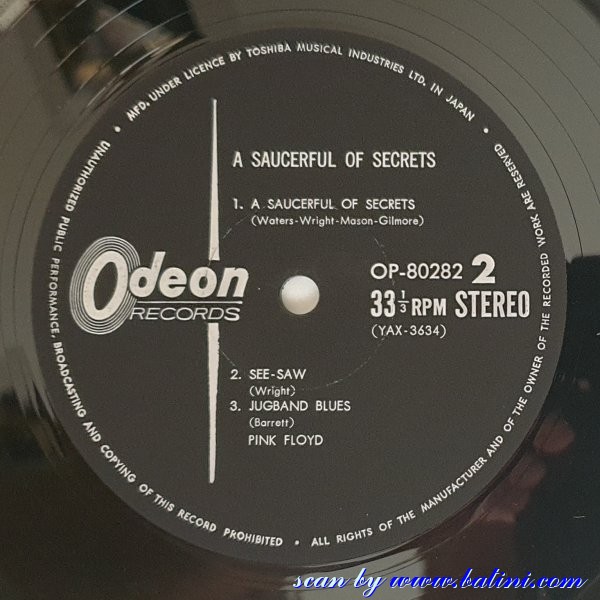 MFD. UNDER LICENCE BY TOSHIBA MUSICAL INDUSTRIES LTD. IN JAPAN •
ALL RIGHTS OF THE MANUFACTURER AND OF THE OWNER OF THE RECORDED WORK ARE RESERVED
UNAUTHORIZED PUBLIC PERFORMANCE, BROADCASTING AND COPYING OF THIS RECORD PROHIBITED •
A SAUCERFUL OF SECRETS
1. A SAUCERFUL OF SECRETS
(Waters-Wright-Mason-Gilmore)
Odeon
RECORDS
OP-80282 2
33 1/3 RPM STEREO
(YAX-3634)
2. SEE-SAW
(Wright)
3. JUGBAND BLUES
(Barrett)
PINK FLOYD
scan by www.batini.com